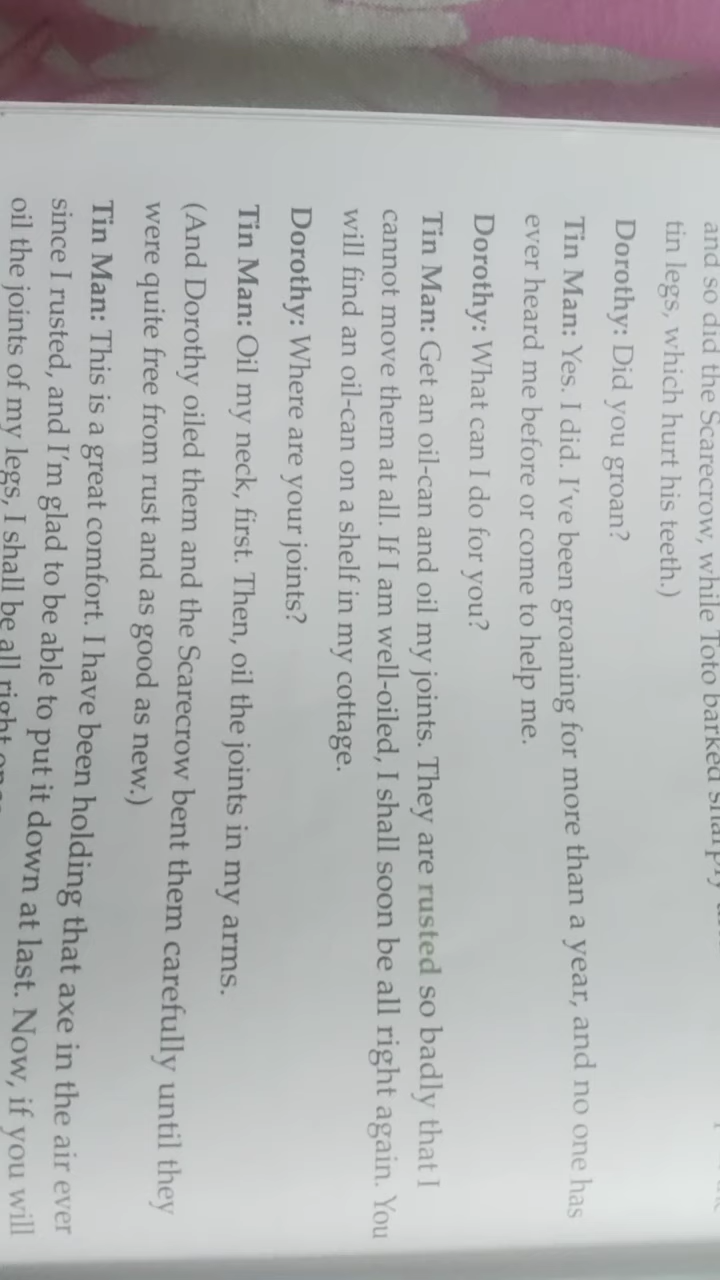 and so did the Scarecrow, while Toto barked
tin legs, which hurt his teeth.)
Dorothy: Did you groan?
Tin Man: Yes. I did. I've been groaning for more than a year, and no one has
ever heard me before or come to help me.
Dorothy: What can I do for you?
Tin Man: Get an oil-can and oil my joints. They are rusted so badly that I
cannot move them at all. If I am well-oiled, I shall soon be all right again. You
will find an oil-can on a shelf in my cottage.
Dorothy: Where are your joints?
Tin Man: Oil my neck, first. Then, oil the joints in my arms.
(And Dorothy oiled them and the Scarecrow bent them carefully until they
were quite free from rust and as good as new.)
Tin Man: This is a great comfort. I have been holding that axe in the air ever
since I rusted, and I'm glad to be able to put it down at last. Now, if you will
oil the joints of my legs, I shall be all right